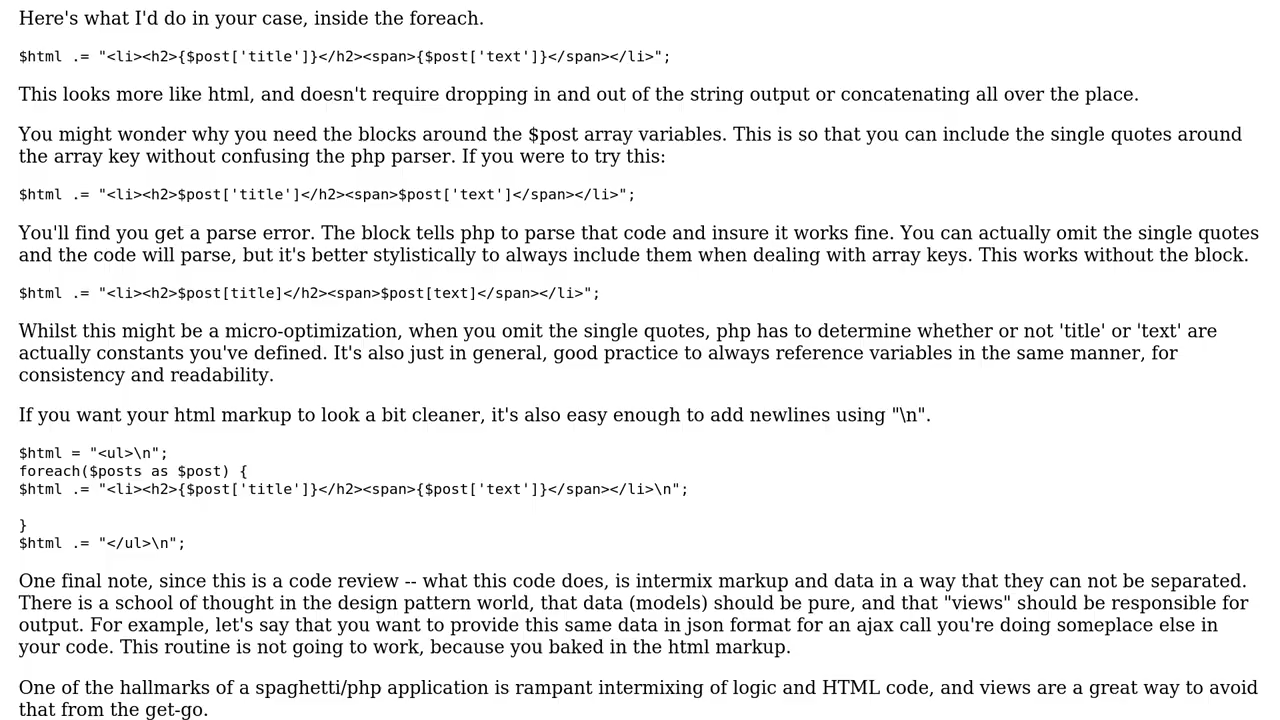 Here's what I'd do in your case, inside the foreach.
$html .= "<li><h2>{$post['title']}</h2><span>{$post['text']}</span></li>";
This looks more like html, and doesn't require dropping in and out of the string output or concatenating all over the place.
You might wonder why you need the blocks around the $post array variables. This is so that you can include the single quotes around
the array key without confusing the php parser. If you were to try this:
$html .= "<li><h2>$post['title']</h2><span>$post['text']</span></li>";
You'll find you get a parse error. The block tells php to parse that code and insure it works fine. You can actually omit the single quotes
and the code will parse, but it's better stylistically to always include them when dealing with array keys. This works without the block.
$html .= "<li><h2>$post[title]</h2><span>$post[text]</span></li>";
Whilst this might be a micro-optimization, when you omit the single quotes, php has to determine whether or not 'title' or 'text' are
actually constants you've defined. It's also just in general, good practice to always reference variables in the same manner, for
consistency and readability.
If you want your html markup to look a bit cleaner, it's also easy enough to add newlines using "\n".
$html = "<ul>\n";
foreach($posts as $post) {
$html .= "<li><h2>{$post['title']}</h2><span>{$post['text']}</span></li>\n";
}
$html .= "</ul>\n";
One final note, since this is a code review -- what this code does, is intermix markup and data in a way that they can not be separated.
There is a school of thought in the design pattern world, that data (models) should be pure, and that "views" should be responsible for
output. For example, let's say that you want to provide this same data in json format for an ajax call you're doing someplace else in
your code. This routine is not going to work, because you baked in the html markup.
One of the hallmarks of a spaghetti/php application is rampant intermixing of logic and HTML code, and views are a great way to avoid
that from the get-go.